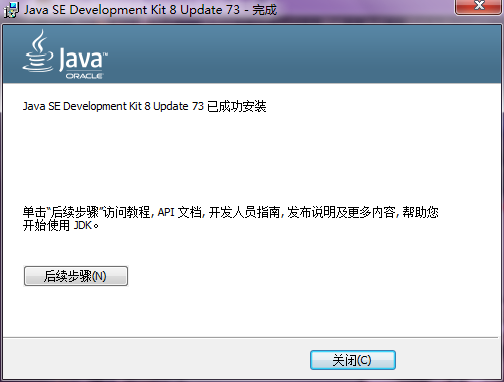 Java SE Development Kit 8 Update 73 - 完成
Java™
ORACLE
Java SE Development Kit 8 Update 73 已成功安装
单击“后续步骤”访问教程, API 文档, 开发人员指南, 发布说明及更多内容, 帮助您
开始使用 JDK。
后续步骤(N)
关闭(C)